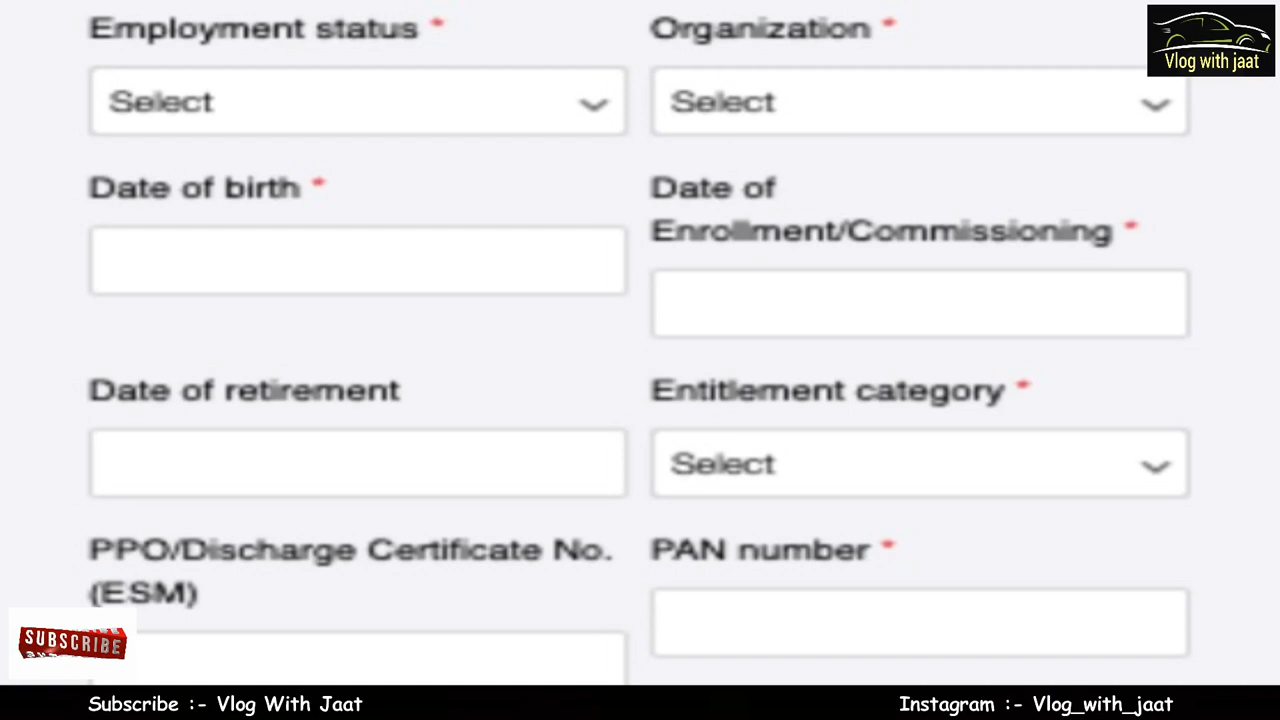 Employment status *
Organization *
Vlog with jaat
Select
Select
Date of birth *
Date of
Enrollment/Commissioning *
Date of retirement
Entitlement category *
Select
PPO/Discharge Certificate No.
(ESM)
PAN number *
SUBSCRIBE
Subscribe :- Vlog With Jaat
Instagram :- Vlog_with_jaat